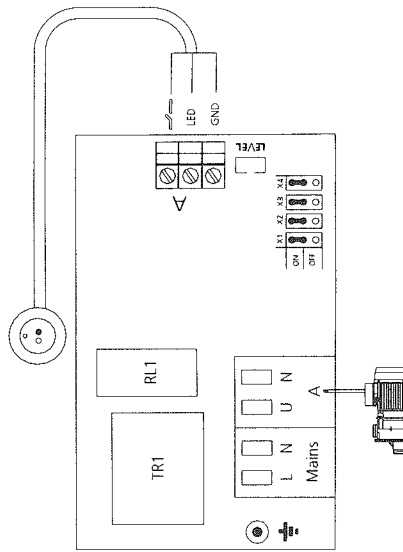 LED
GND
LEVEL
A
X1 X2 X3 X4
ON
OFF
RL1
TR1
U N
A
L N
Mains